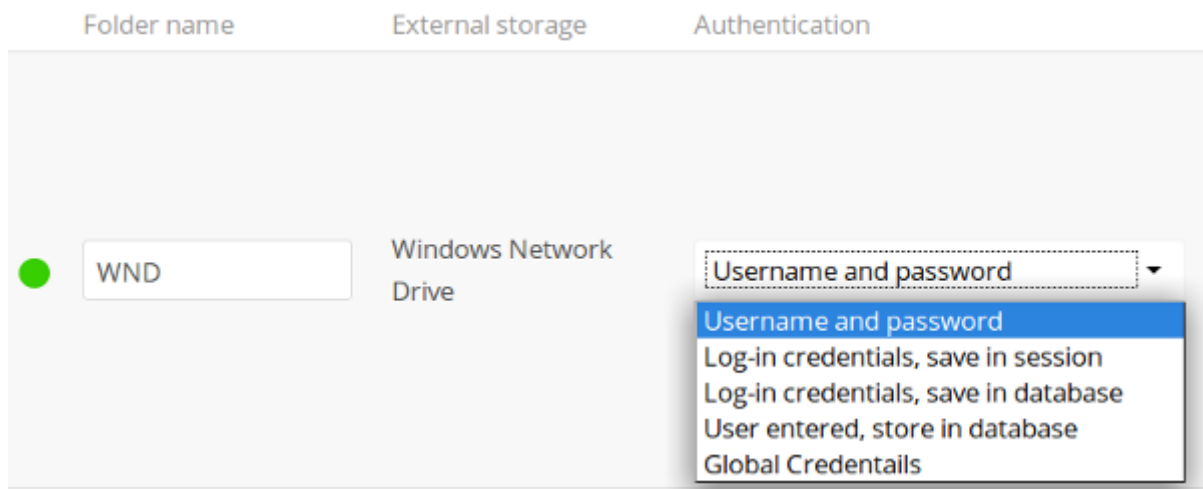 Folder name
External storage
Authentication
WND
Windows Network
Drive
Username and password
Username and password
Log-in credentials, save in session
Log-in credentials, save in database
User entered, store in database
Global Credentails